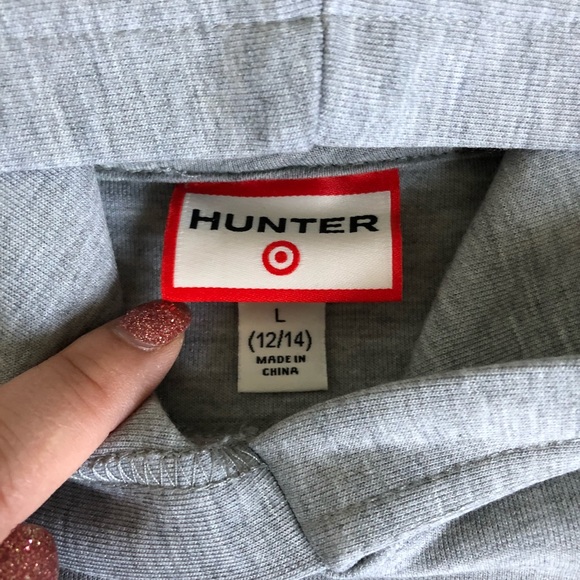 HUNTER
L
(12/14)
MADE IN
CHINA